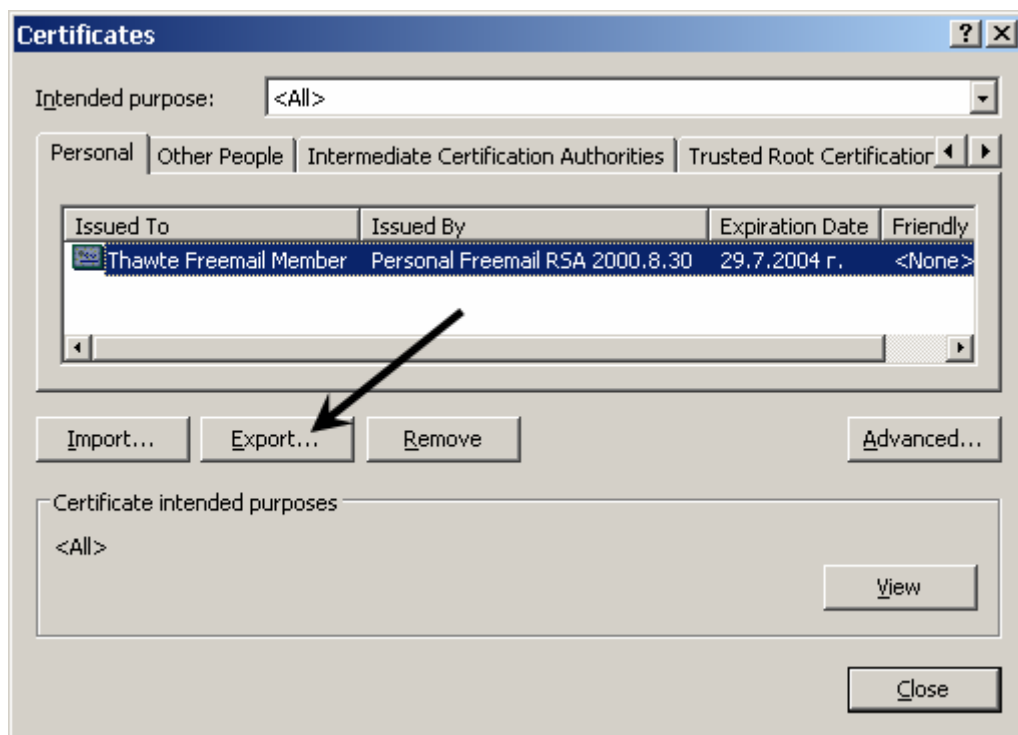 Certificates
Intended purpose: <All>
Personal Other People Intermediate Certification Authorities Trusted Root Certification
Issued To Issued By Expiration Date Friendly
Thawte Freemail Member Personal Freemail RSA 2000.8.30 29.7.2004 г. <None>
Import... Export... Remove Advanced...
Certificate intended purposes
<All>
View
Close